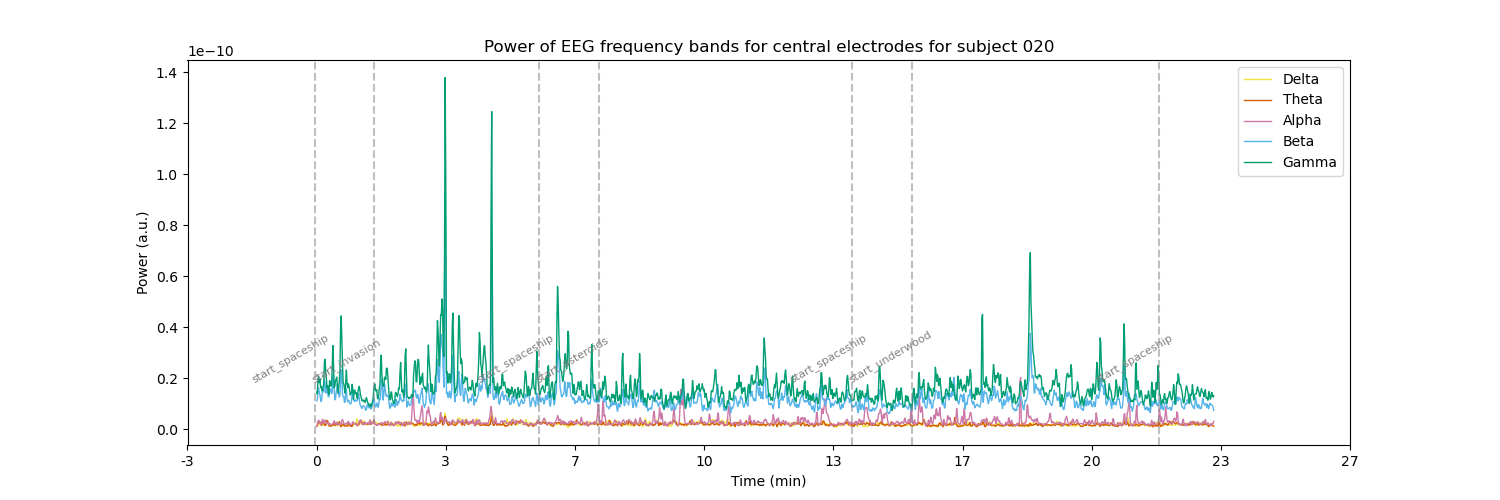 Power of EEG frequency bands for central electrodes for subject 020
1e−10
1.4
1.2
1.0
0.8
0.6
0.4
0.2
0.0
Power (a.u.)
Delta
Theta
Alpha
Beta
Gamma
start_spaceship
start_invasion
start_spaceship
start_asteroids
start_spaceship
start_underwood
start_spaceship
-3
0
3
7
10
13
17
20
23
27
Time (min)